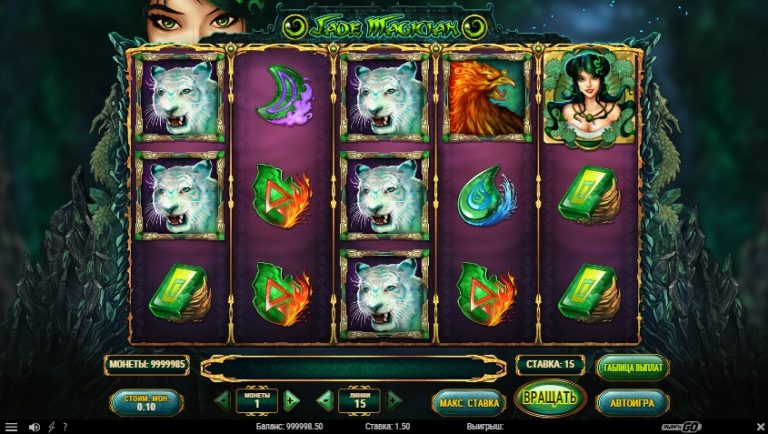 JADE MAGICIAN
МОНЕТЫ: 9999985
СТАВКА: 15
ТАБЛИЦА ВЫПЛАТ
СТОИМ. МОН.
0.10
МОНЕТЫ
1
ЛИНИИ
15
МАКС. СТАВКА
ВРАЩАТЬ
АВТОИГРА
?
Баланс: 999998.50
Ставка: 1.50
Выигрыш:
PLAY'N GO